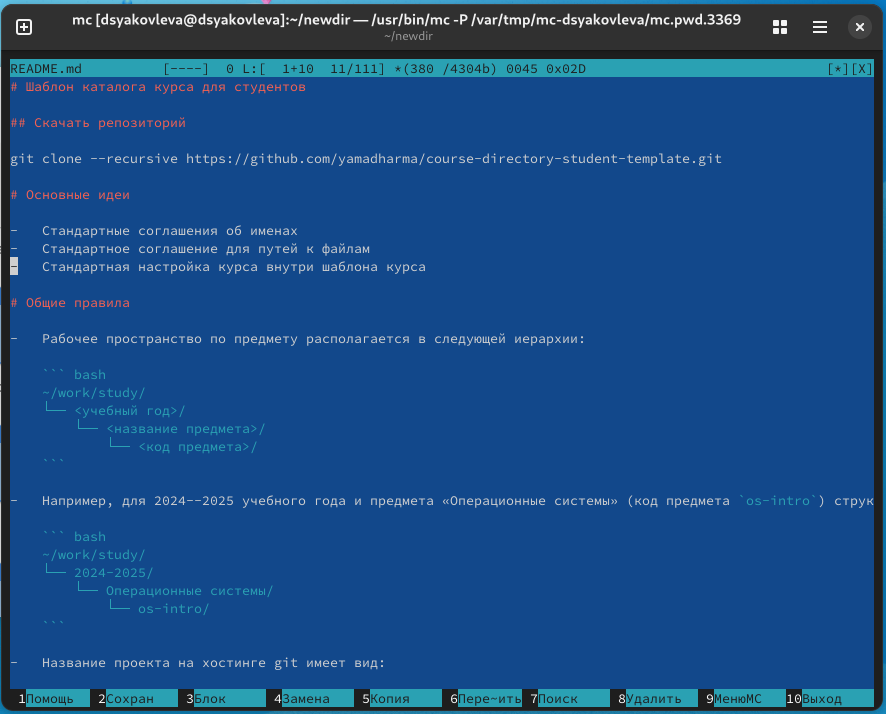 mc [dsyakovleva@dsyakovleva]:~/newdir — /usr/bin/mc -P /var/tmp/mc-dsyakovleva/mc.pwd.3369
~/newdir
README.md          [----]  0 L:[  1+10  11/111] *(380 /4304b) 0045 0x02D                              [*][X]
# Шаблон каталога курса для студентов
## Скачать репозиторий
git clone --recursive https://github.com/yamadharma/course-directory-student-template.git
# Основные идеи
-   Стандартные соглашения об именах
-   Стандартное соглашение для путей к файлам
-   Стандартная настройка курса внутри шаблона курса
# Общие правила
-   Рабочее пространство по предмету располагается в следующей иерархии:
    ``` bash
    ~/work/study/
    └── <учебный год>/
        └── <название предмета>/
            └── <код предмета>/
    ```
-   Например, для 2024--2025 учебного года и предмета «Операционные системы» (код предмета `os-intro`) струк
    ``` bash
    ~/work/study/
    └── 2024-2025/
        └── Операционные системы/
            └── os-intro/
    ```
-   Название проекта на хостинге git имеет вид:
1Помощь 2Сохран 3Блок 4Замена 5Копия 6Пере~ить 7Поиск 8Удалить 9МенюМС 10Выход